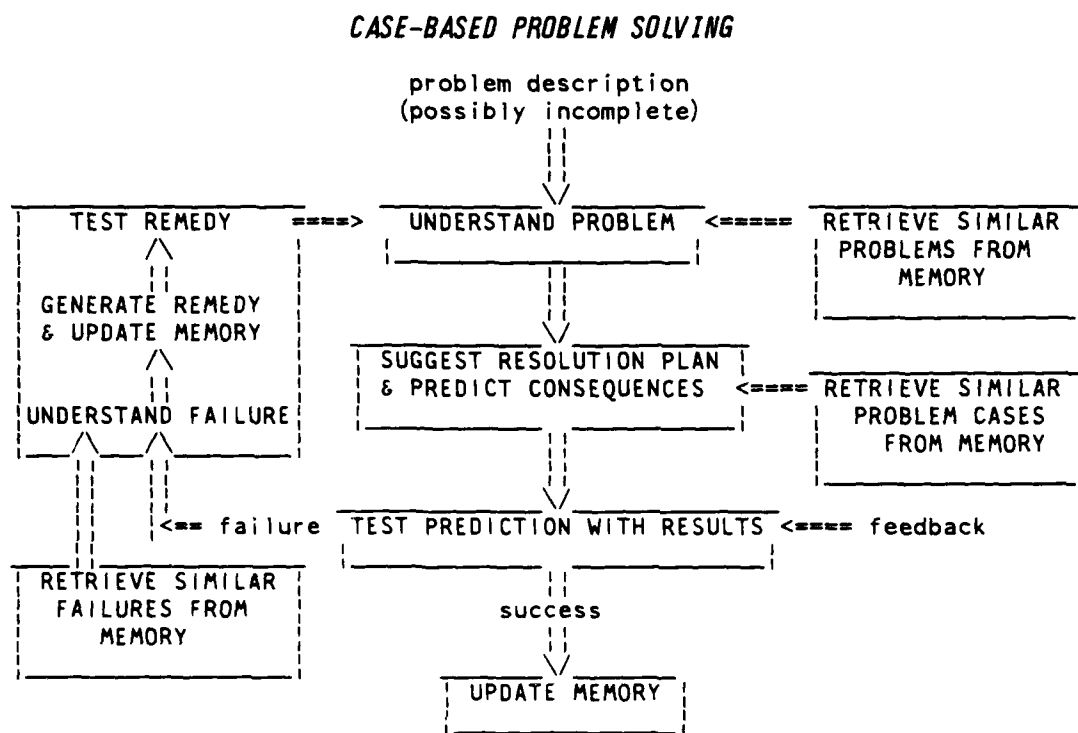 CASE-BASED PROBLEM SOLVING
problem description
(possibly incomplete)
TEST REMEDY ====> UNDERSTAND PROBLEM <===== RETRIEVE SIMILAR
PROBLEMS FROM
MEMORY
GENERATE REMEDY
& UPDATE MEMORY
SUGGEST RESOLUTION PLAN
& PREDICT CONSEQUENCES <==== RETRIEVE SIMILAR
PROBLEM CASES
FROM MEMORY
UNDERSTAND FAILURE
<== failure TEST PREDICTION WITH RESULTS <==== feedback
RETRIEVE SIMILAR
FAILURES FROM
MEMORY
success
UPDATE MEMORY